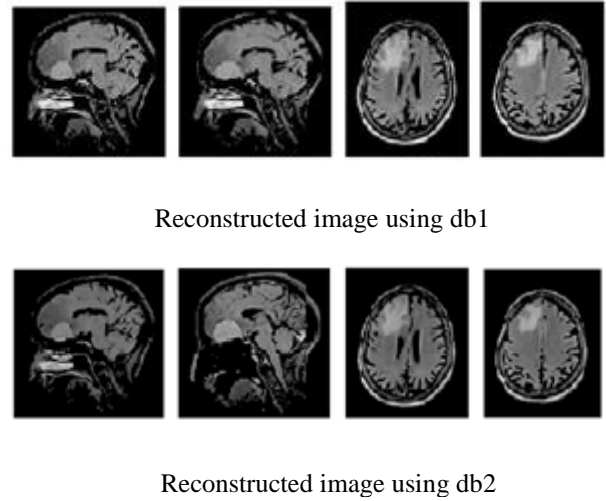 Reconstructed image using db1
Reconstructed image using db2